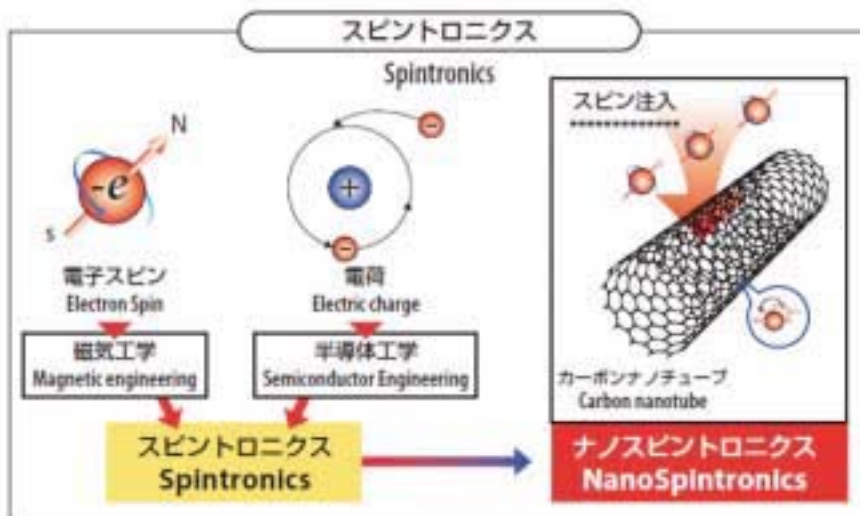 スピントロニクス
Spintronics
N
-e
s
電子スピン
Electron Spin
磁気工学
Magnetic engineering
+
−
−
電荷
Electric charge
半導体工学
Semiconductor Engineering
スピントロニクス
Spintronics
スピン注入
カーボンナノチューブ
Carbon nanotube
ナノスピントロニクス
NanoSpintronics